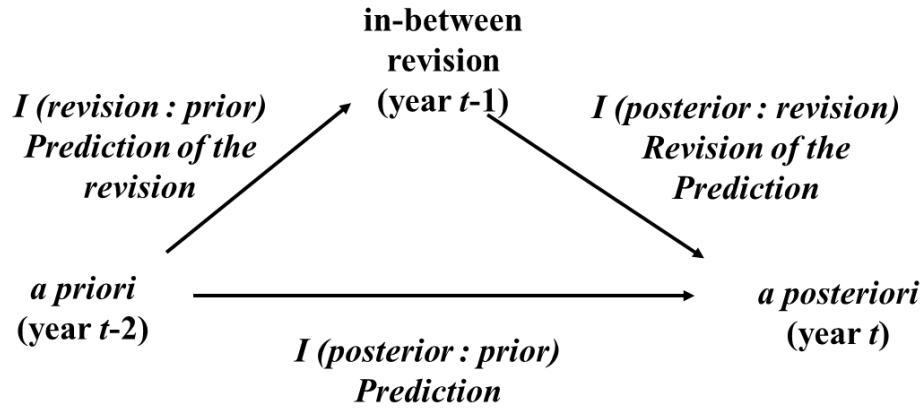 in-between
revision
(year t-1)
I (revision : prior)
Prediction of the
revision
I (posterior : revision)
Revision of the
Prediction
a priori
(year t-2)
a posteriori
(year t)
I (posterior : prior)
Prediction